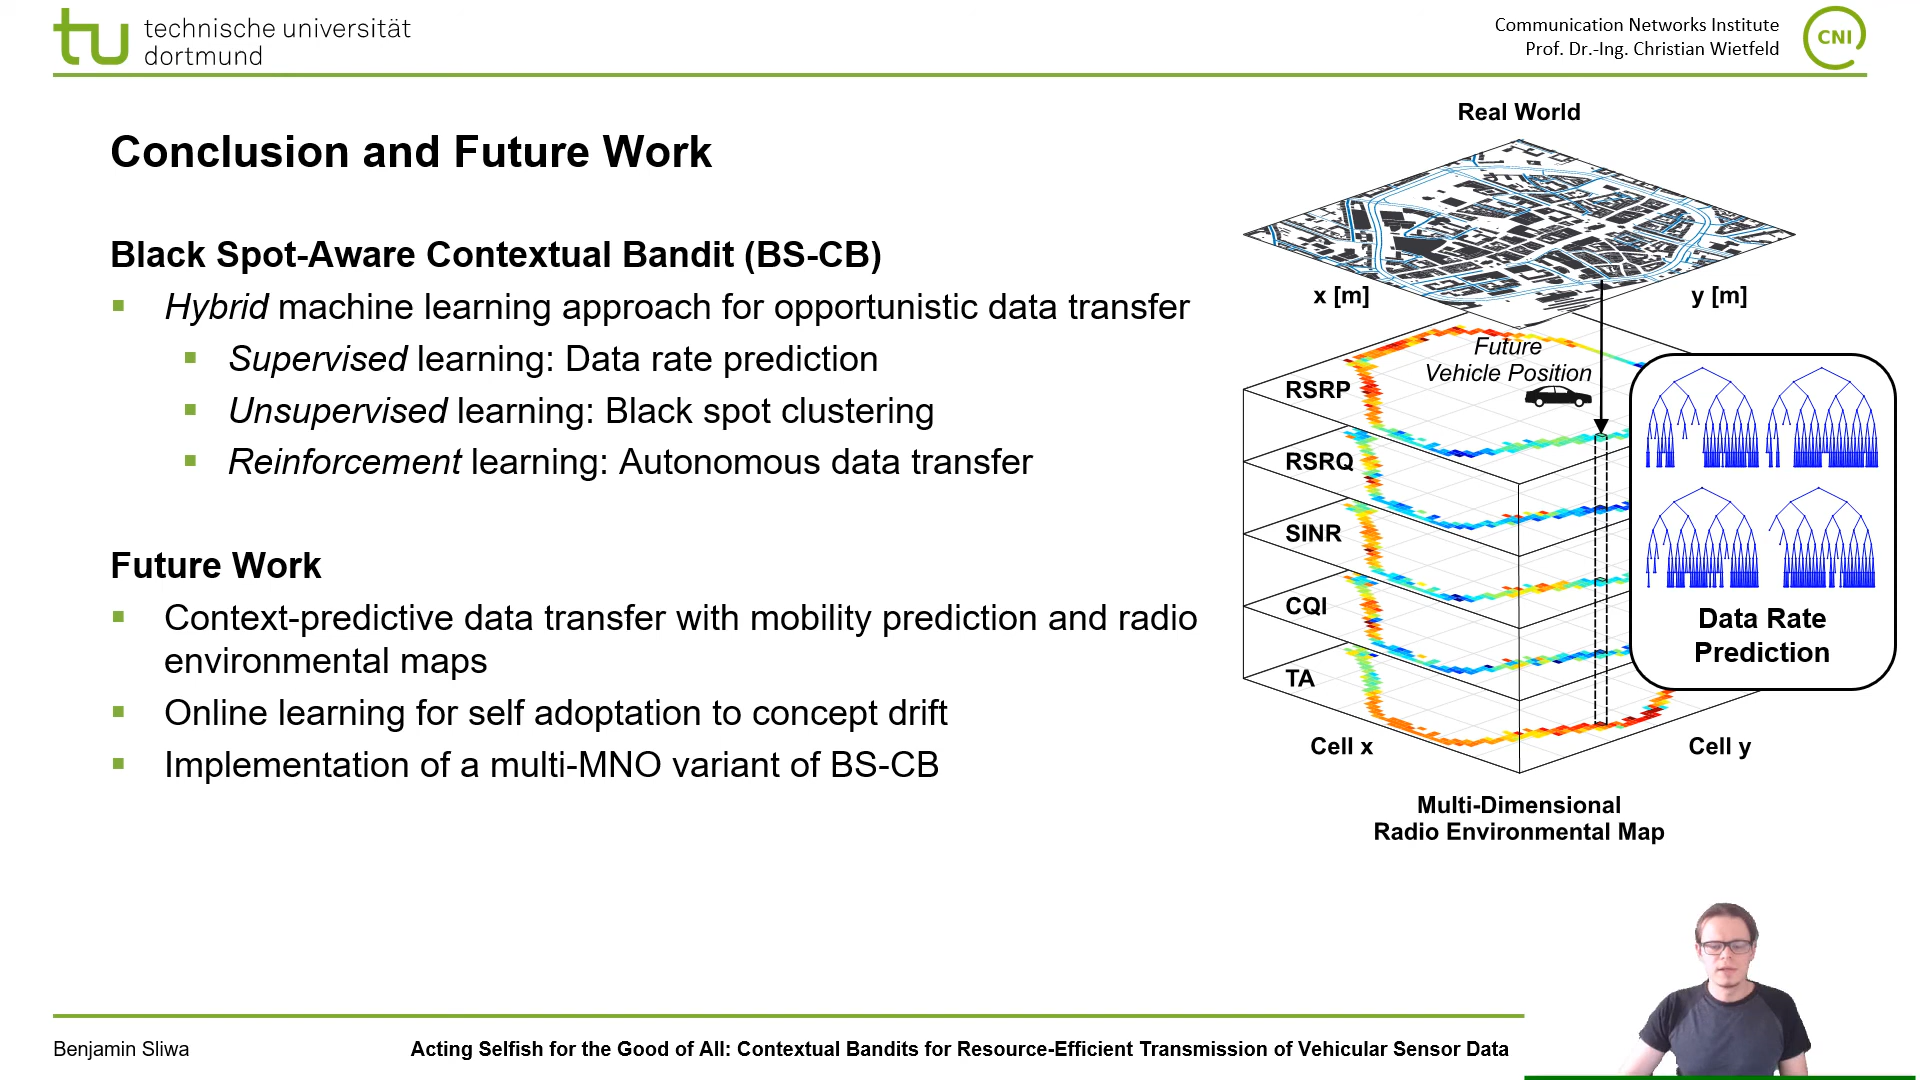 technische universität
dortmund
Communication Networks Institute
Prof. Dr.-Ing. Christian Wietfeld
CNI
Conclusion and Future Work
Black Spot-Aware Contextual Bandit (BS-CB)
Hybrid machine learning approach for opportunistic data transfer
Supervised learning: Data rate prediction
Unsupervised learning: Black spot clustering
Reinforcement learning: Autonomous data transfer
Future Work
Context-predictive data transfer with mobility prediction and radio
environmental maps
Online learning for self adoptation to concept drift
Implementation of a multi-MNO variant of BS-CB
Real World
x [m]
y [m]
Future
Vehicle Position
RSRP
RSRQ
SINR
CQI
TA
Data Rate
Prediction
Cell x
Cell y
Multi-Dimensional
Radio Environmental Map
Benjamin Sliwa
Acting Selfish for the Good of All: Contextual Bandits for Resource-Efficient Transmission of Vehicular Sensor Data